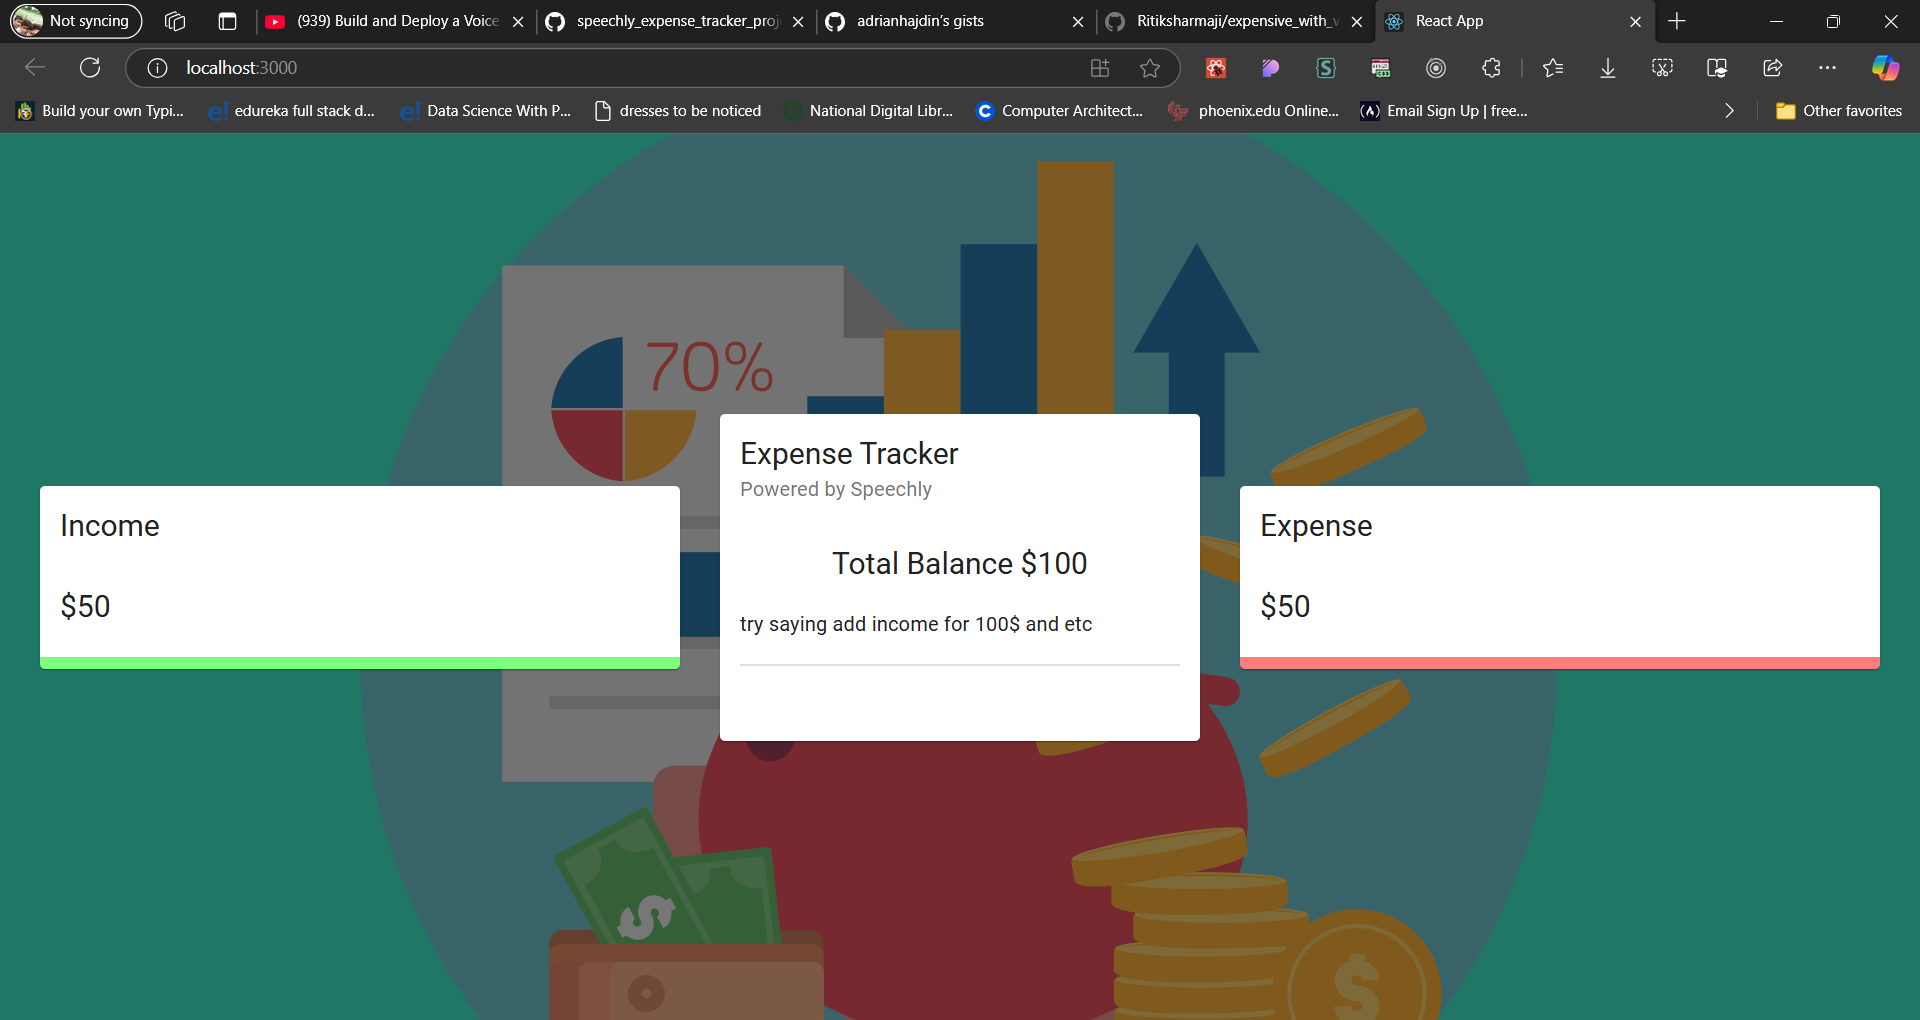 Not syncing
(939) Build and Deploy a Voice
speechly_expense_tracker_proj
adrianhajdin's gists
Ritiksharmaji/expensive_with_v
React App
localhost:3000
Build your own Typi...
edureka full stack d...
Data Science With P...
dresses to be noticed
National Digital Libr...
Computer Architect...
phoenix.edu Online...
Email Sign Up | free...
Other favorites
70%
Expense Tracker
Powered by Speechly
Total Balance $100
try saying add income for 100$ and etc
Income
$50
Expense
$50
$
$